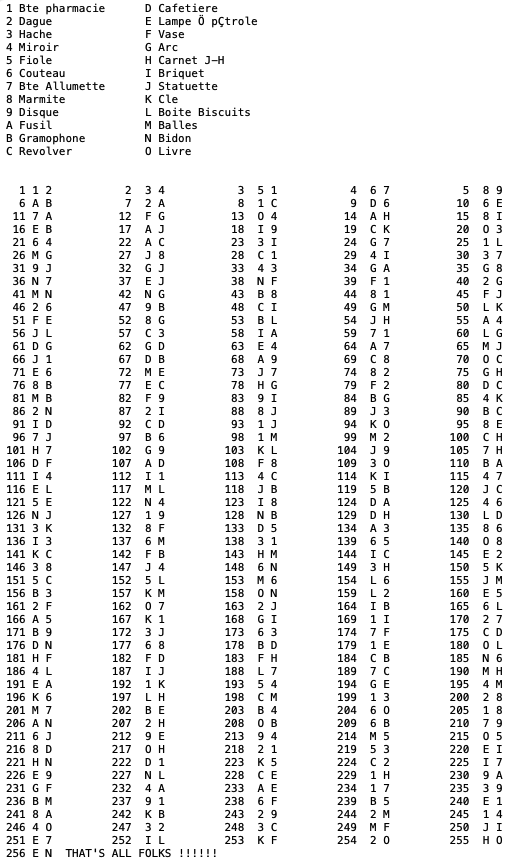 1 Bte pharmacie D Cafetiere
2 Dague E Lampe Ö pÇtrole
3 Hache F Vase
4 Miroir G Arc
5 Fiole H Carnet J-H
6 Couteau I Briquet
7 Bte Allumette J Statuette
8 Marmite K Cle
9 Disque L Boite Biscuits
A Fusil M Balles
B Gramophone N Bidon
C Revolver O Livre
1 1 2 2 3 4 3 5 1 4 6 7 5 8 9
6 A B 7 2 A 8 1 C 9 D 6 10 6 E
11 7 A 12 F G 13 O 4 14 A H 15 8 I
16 E B 17 A J 18 I 9 19 C K 20 O 3
21 6 4 22 A C 23 3 I 24 G 7 25 1 L
26 M G 27 J 8 28 C 1 29 4 I 30 3 7
31 9 J 32 G J 33 4 3 34 G A 35 G 8
36 N 7 37 E J 38 N F 39 F 1 40 2 G
41 M N 42 N G 43 B 8 44 8 1 45 F J
46 2 6 47 9 B 48 C I 49 G M 50 L K
51 F E 52 8 G 53 B L 54 J H 55 A 4
56 J L 57 C 3 58 I A 59 7 1 60 L G
61 D G 62 G D 63 E 4 64 A 7 65 M J
66 J 1 67 D B 68 A 9 69 C 8 70 O C
71 E 6 72 M E 73 J 7 74 8 2 75 G H
76 8 B 77 E C 78 H G 79 F 2 80 D C
81 M B 82 F 9 83 9 I 84 B G 85 4 K
86 2 N 87 2 I 88 8 J 89 J 3 90 B C
91 I D 92 C D 93 1 J 94 K O 95 8 E
96 7 J 97 B 6 98 1 M 99 M 2 100 C H
101 H 6 102 G 9 103 K L 104 J 9 105 7 H
106 D F 107 A D 108 F 8 109 3 O 110 B A
111 I 4 112 I 1 113 4 C 114 K I 115 A 7
116 E L 117 M L 118 J B 119 5 B 120 J C
121 5 E 122 N 4 123 I 8 124 D A 125 4 6
126 N J 127 1 9 128 N B 129 D H 130 L D
131 3 K 132 8 F 133 D 5 134 A 3 135 8 6
136 I 3 137 6 M 138 3 1 139 6 5 140 O 8
141 K C 142 F B 143 H M 144 I C 145 E 2
146 3 8 147 J 4 148 6 N 149 3 H 150 5 K
151 5 C 152 5 L 153 M 6 154 L 6 155 J M
156 B 3 157 K M 158 O N 159 L 2 160 E 5
161 2 F 162 O 7 163 2 J 164 I B 165 6 L
166 A 5 167 K 1 168 G I 169 1 I 170 2 7
171 B 9 172 3 J 173 6 3 174 7 F 175 C D
176 D N 177 6 8 178 B D 179 1 E 180 O L
181 H F 182 F D 183 F H 184 C B 185 N 6
186 4 L 187 I J 188 L 7 189 7 C 190 M H
191 E A 192 1 K 193 5 4 194 G E 195 4 M
196 K 6 197 L H 198 C M 199 1 3 200 2 8
201 M 7 202 B E 203 B 4 204 6 O 205 1 8
206 A N 207 2 H 208 O B 209 6 B 210 7 9
211 6 J 212 9 E 213 9 4 214 M 5 215 O 5
216 8 D 217 O H 218 2 1 219 5 3 220 E I
221 H N 222 D 1 223 K 5 224 C 2 225 I 7
226 E 9 227 N L 228 C E 229 1 H 230 9 A
231 G F 232 4 A 233 A E 234 A 2 235 3 9
236 B M 237 9 1 238 6 F 239 B 5 240 E 1
241 8 A 242 K B 243 2 9 244 2 M 245 1 4
246 4 O 247 3 2 248 3 C 249 M F 250 J I
251 E 7 252 I L 253 K F 254 2 O 255 H O
256 E N THAT'S ALL FOLKS !!!!!!